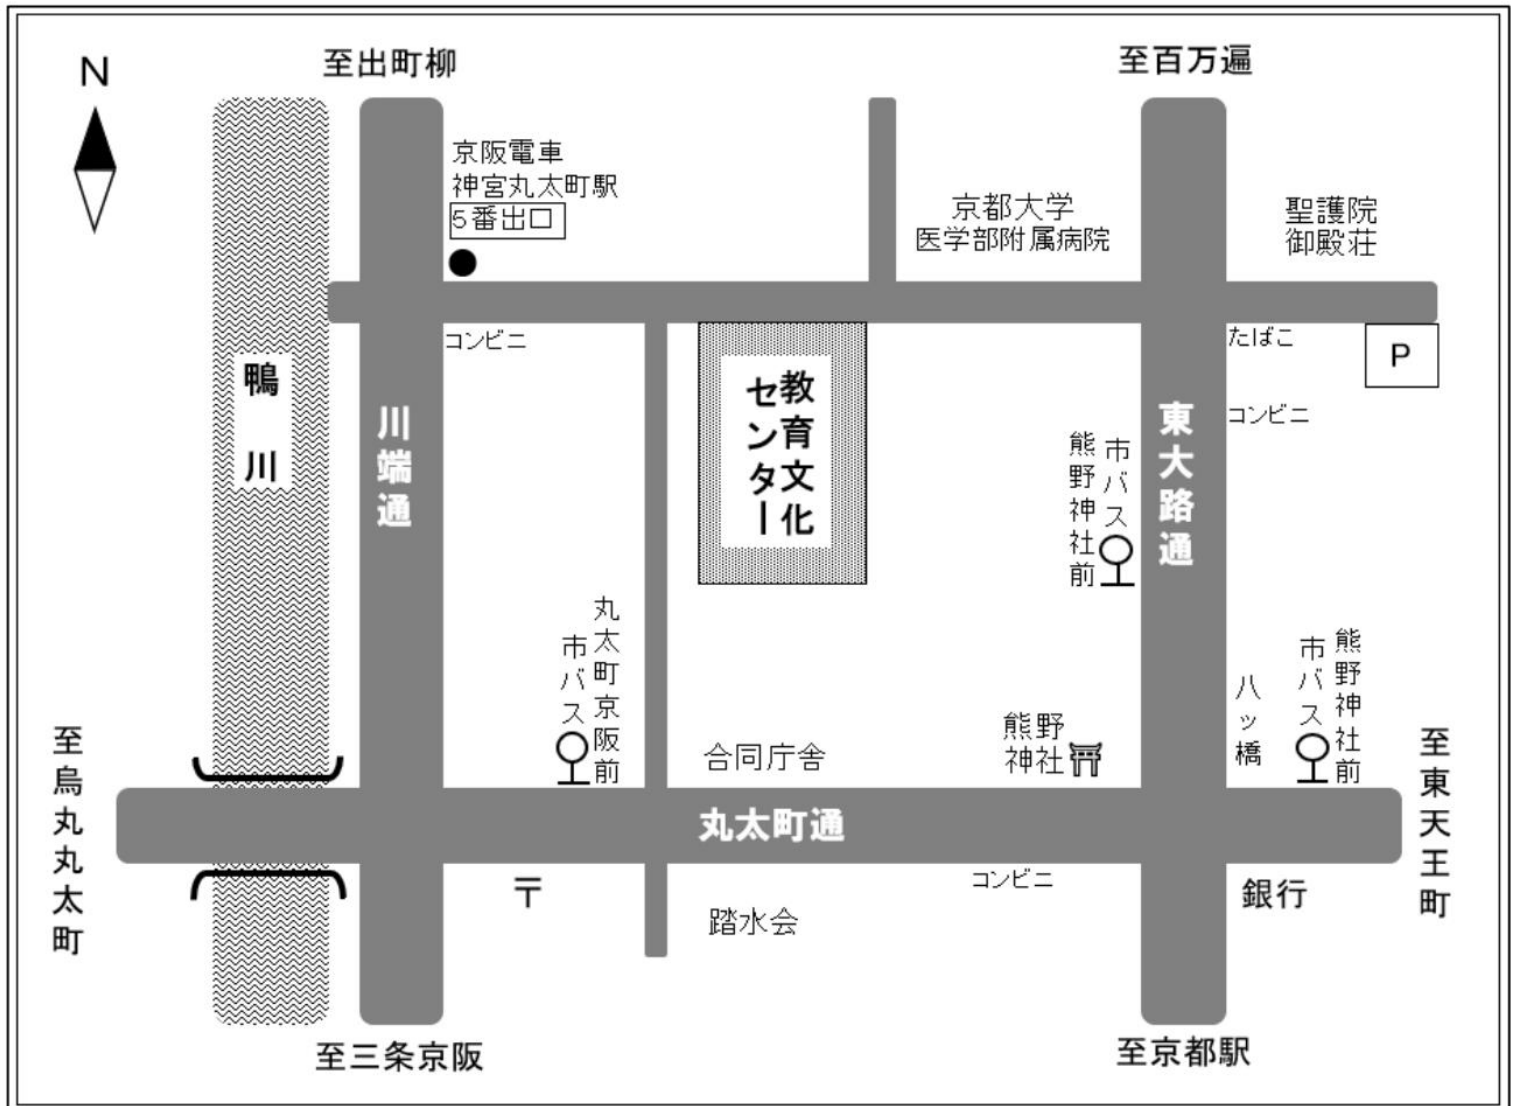 N
至出町柳
至百万遍
京阪電車
神宮丸太町駅
5番出口
京都大学
医学部附属病院
聖護院
御殿荘
コンビニ
たばこ
P
鴨川
川端通
教育文化
センター
東大路通
コンビニ
市バス
熊野神社前
丸太町京阪前
市バス
熊野神社前
市バス
八ッ橋
熊野
神社
合同庁舎
至烏丸丸太町
至東天王町
丸太町通
〒
コンビニ
銀行
踏水会
至三条京阪
至京都駅